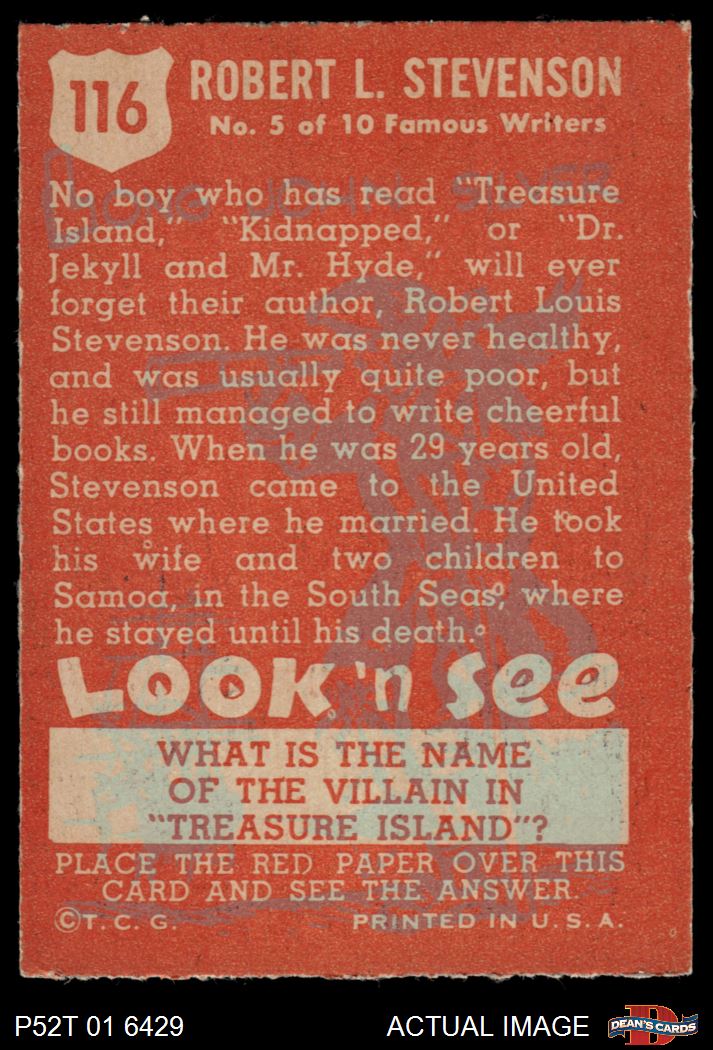 116
ROBERT L. STEVENSON
No. 5 of 10 Famous Writers
LONG JOHN SILVER
No boy who has read "Treasure
Island," "Kidnapped," or "Dr.
Jekyll and Mr. Hyde," will ever
forget their author, Robert Louis
Stevenson. He was never healthy,
and was usually quite poor, but
he still managed to write cheerful
books. When he was 29 years old,
Stevenson came to the United
States where he married. He took
his wife and two children to
Samoa, in the South Seas, where
he stayed until his death.
LOOK 'n See
WHAT IS THE NAME
OF THE VILLAIN IN
"TREASURE ISLAND"?
PLACE THE RED PAPER OVER THIS
CARD AND SEE THE ANSWER.
©T. C. G. PRINTED IN U. S. A.
P52T 01 6429 ACTUAL IMAGE D DEAN'S CARDS